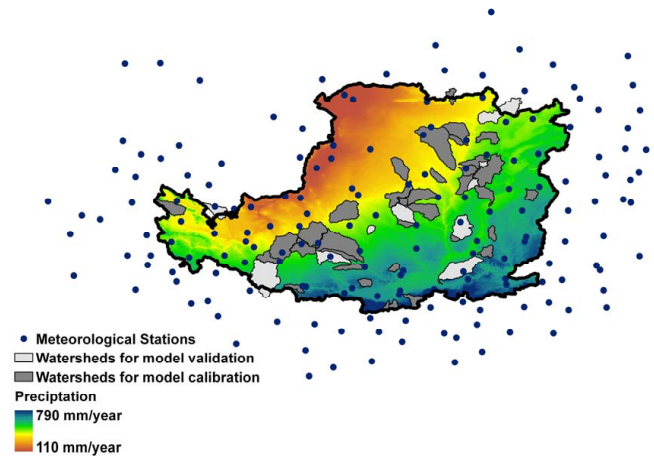 Meteorological Stations
Watersheds for model validation
Watersheds for model calibration
Preciptation
790 mm/year
110 mm/year